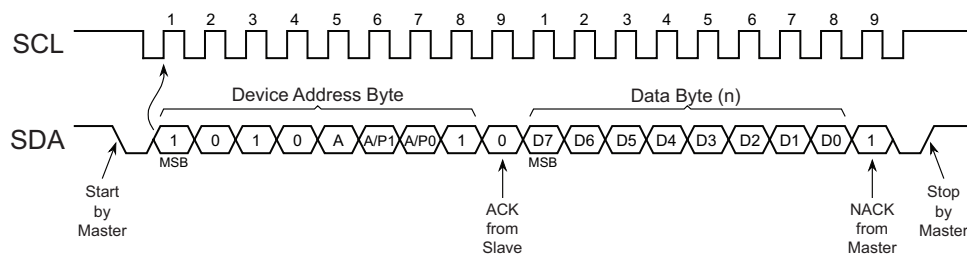 SCL 1 2 3 4 5 6 7 8 9 1 2 3 4 5 6 7 8 9
Device Address Byte Data Byte (n)
SDA 1 0 1 0 A A/P1 A/P0 1 0 D7 D6 D5 D4 D3 D2 D1 D0 1
MSB MSB
Start
by
Master
ACK
from
Slave
NACK
from
Master
Stop
by
Master